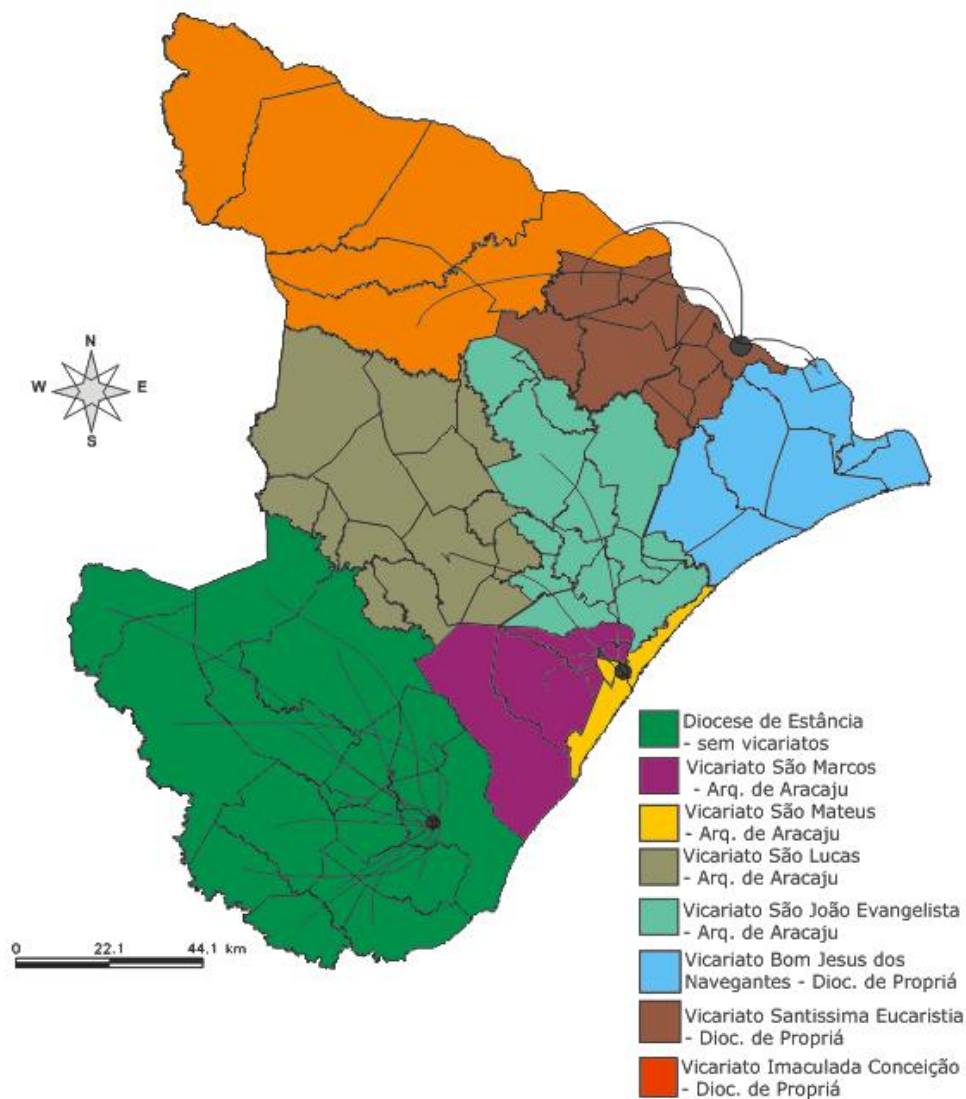 N
W E
S
Diocese de Estância
- sem vicariatos
Vicariato São Marcos
- Arq. de Aracaju
Vicariato São Mateus
- Arq. de Aracaju
Vicariato São Lucas
- Arq. de Aracaju
Vicariato São João Evangelista
- Arq. de Aracaju
Vicariato Bom Jesus dos
Navegantes - Dioc. de Propriá
Vicariato Santissima Eucaristia
- Dioc. de Propriá
Vicariato Imaculada Conceição
- Dioc. de Propriá
0 22.1 44.1 km